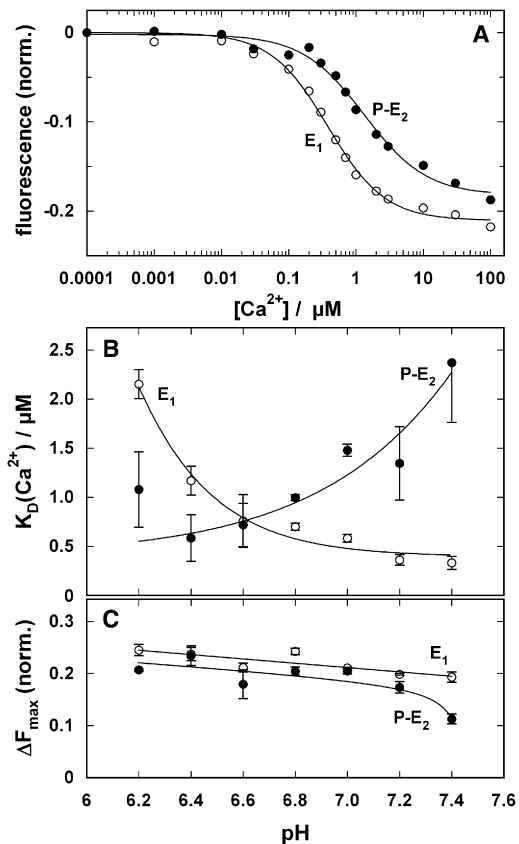 A
fluorescence (norm.)
0
-0.1
-0.2
P-E2
E1
0.0001 0.001 0.01 0.1 1 10 100
[Ca2+] / μM
B
KD(Ca2+) / μM
2.5
2.0
1.5
1.0
0.5
0
E1
P-E2
C
ΔFmax (norm.)
0.3
0.2
0.1
0
E1
P-E2
6 6.2 6.4 6.6 6.8 7.0 7.2 7.4 7.6
pH